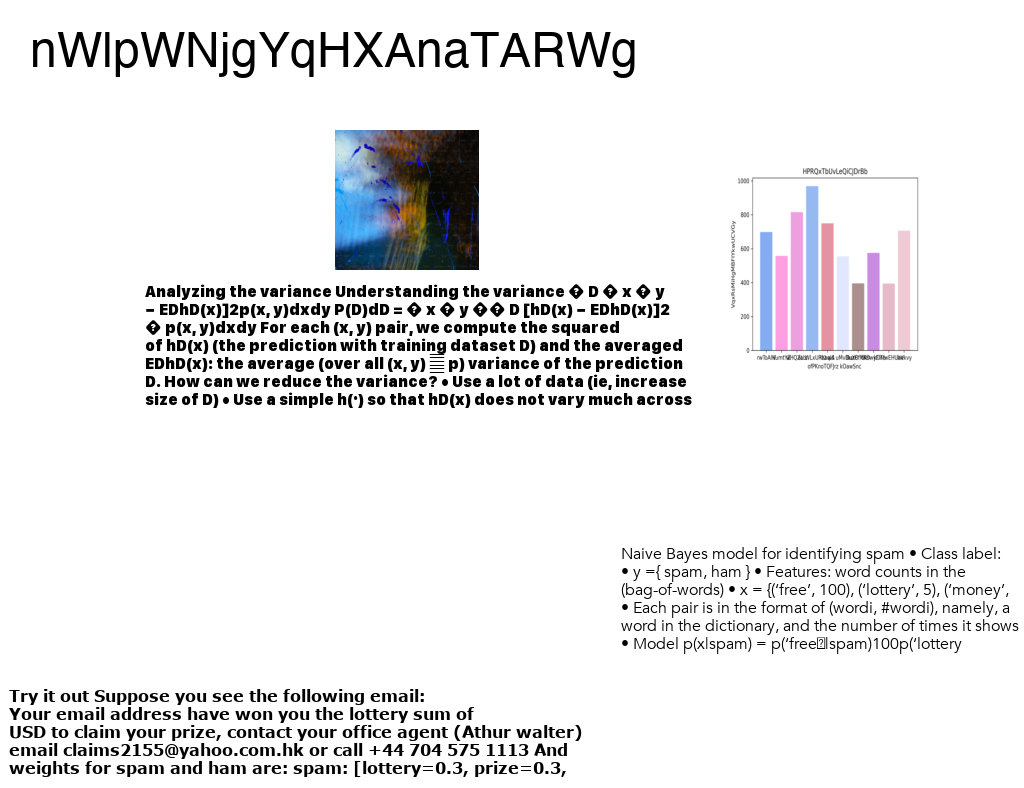 nWlpWNjgYqHXAnaTARWg
HPRQxTbUvLeQiCjDrBb
1000
800
600
400
200
0
Analyzing the variance Understanding the variance � D � x � y
− EDhD(x)]2p(x, y)dxdy P(D)dD = � x � y �� D [hD(x) − EDhD(x)]2
� p(x, y)dxdy For each (x, y) pair, we compute the squared
of hD(x) (the prediction with training dataset D) and the averaged
EDhD(x): the average (over all (x, y) p) variance of the prediction
D. How can we reduce the variance? • Use a lot of data (ie, increase
size of D) • Use a simple h(·) so that hD(x) does not vary much across
Naive Bayes model for identifying spam • Class label:
• y ={ spam, ham } • Features: word counts in the
(bag-of-words) • x = {(‘free’, 100), (‘lottery’, 5), (‘money’,
• Each pair is in the format of (wordi, #wordi), namely, a
word in the dictionary, and the number of times it shows
• Model p(x|spam) = p(‘free|spam)100p(‘lottery
Try it out Suppose you see the following email:
Your email address have won you the lottery sum of
USD to claim your prize, contact your office agent (Athur walter)
email claims2155@yahoo.com.hk or call +44 704 575 1113 And
weights for spam and ham are: spam: [lottery=0.3, prize=0.3,